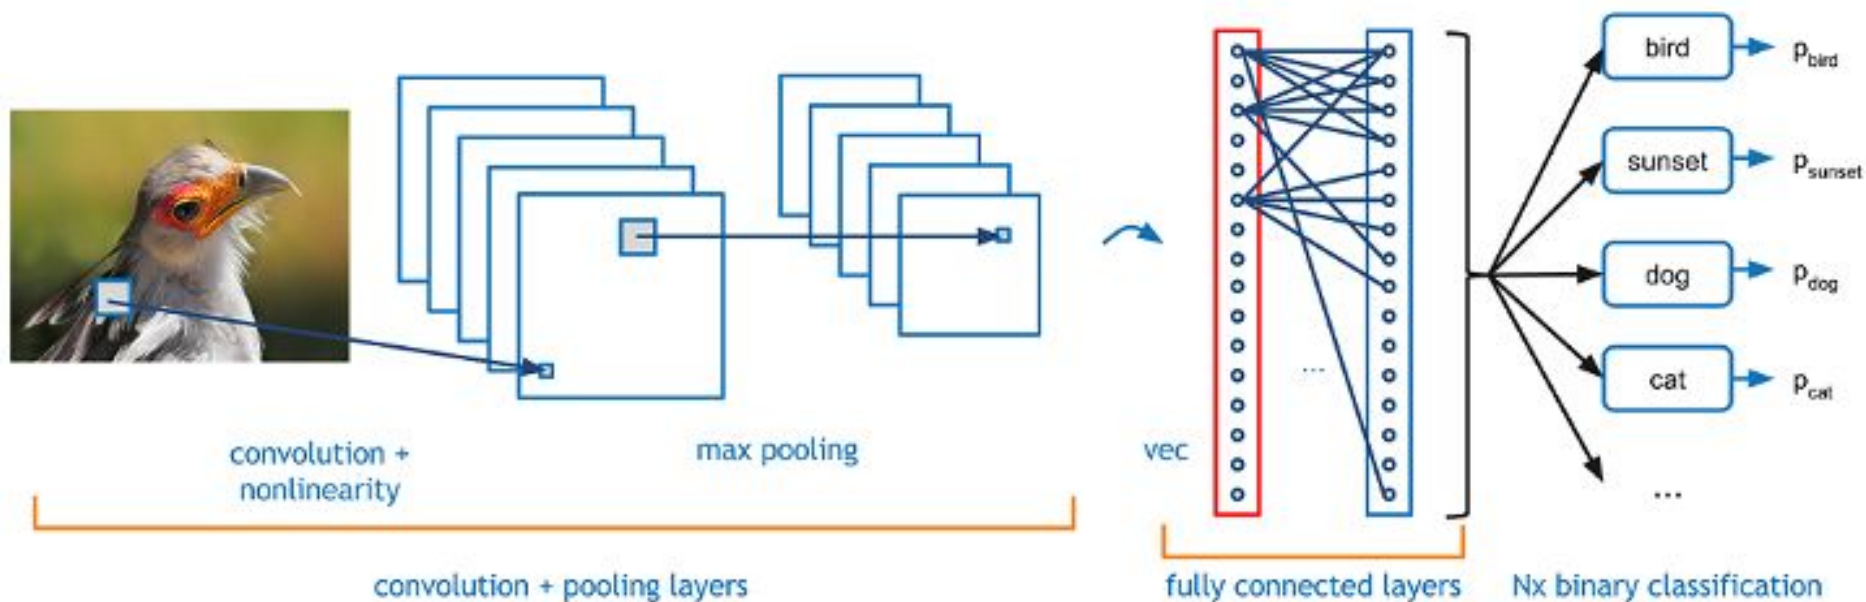 convolution +
nonlinearity
max pooling
vec
...
bird
p_bird
sunset
p_sunset
dog
p_dog
cat
p_cat
...
convolution + pooling layers
fully connected layers
Nx binary classification